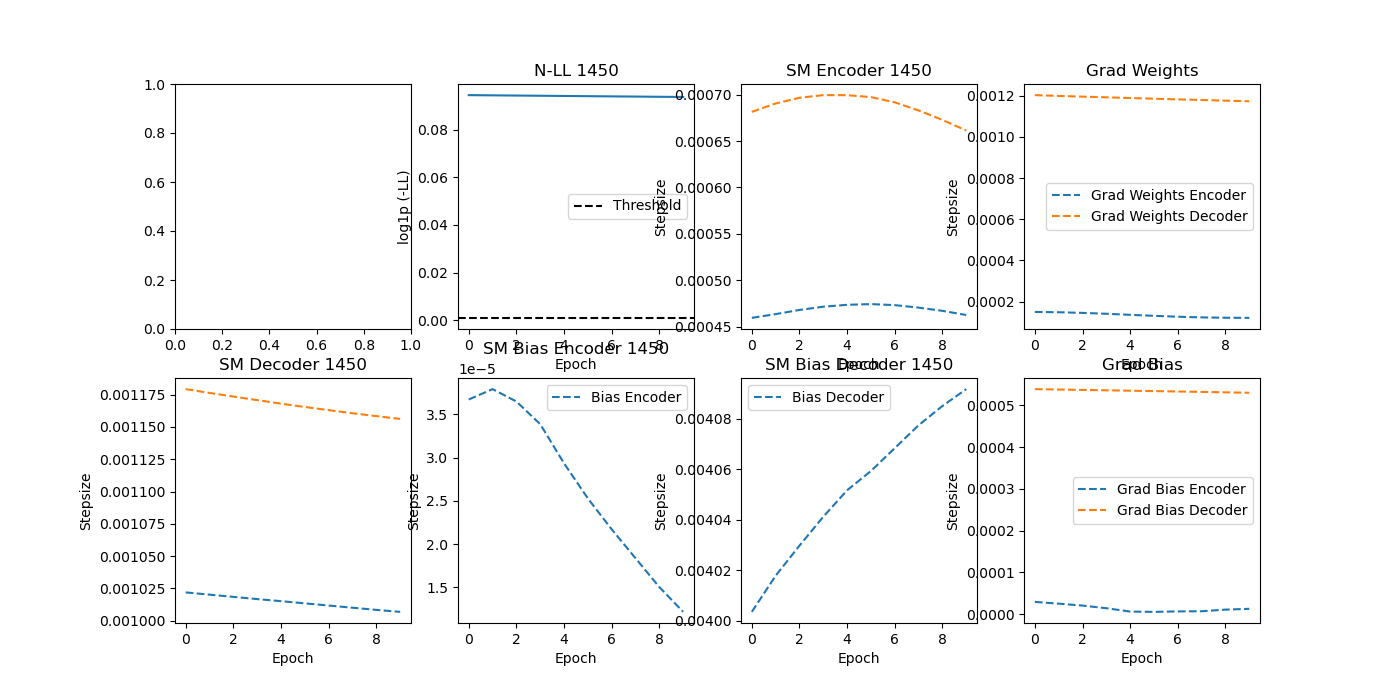 N-LL 1450
SM Encoder 1450
Grad Weights
1.0
0.8
0.6
0.4
0.2
0.0
0.0 0.2 0.4 0.6 0.8 1.0
log1p (-LL)
0.08
0.06
0.04
0.02
0.00
Threshold
0 2 4 6 8
Epoch
Stepsize
0.00070
0.00065
0.00060
0.00055
0.00050
0.00045
0 2 4 6 8
Epoch
Stepsize
0.0012
0.0010
0.0008
0.0006
0.0004
0.0002
Grad Weights Encoder
Grad Weights Decoder
0 2 4 6 8
Epoch
SM Decoder 1450
SM Bias Encoder 1450
SM Bias Decoder 1450
Grad Bias
Stepsize
0.001175
0.001150
0.001125
0.001100
0.001075
0.001050
0.001025
0.001000
0 2 4 6 8
Epoch
Stepsize
1e−5
3.5
3.0
2.5
2.0
1.5
Bias Encoder
0 2 4 6 8
Epoch
Stepsize
0.00408
0.00406
0.00404
0.00402
0.00400
Bias Decoder
0 2 4 6 8
Epoch
Stepsize
0.0005
0.0004
0.0003
0.0002
0.0001
0.0000
Grad Bias Encoder
Grad Bias Decoder
0 2 4 6 8
Epoch